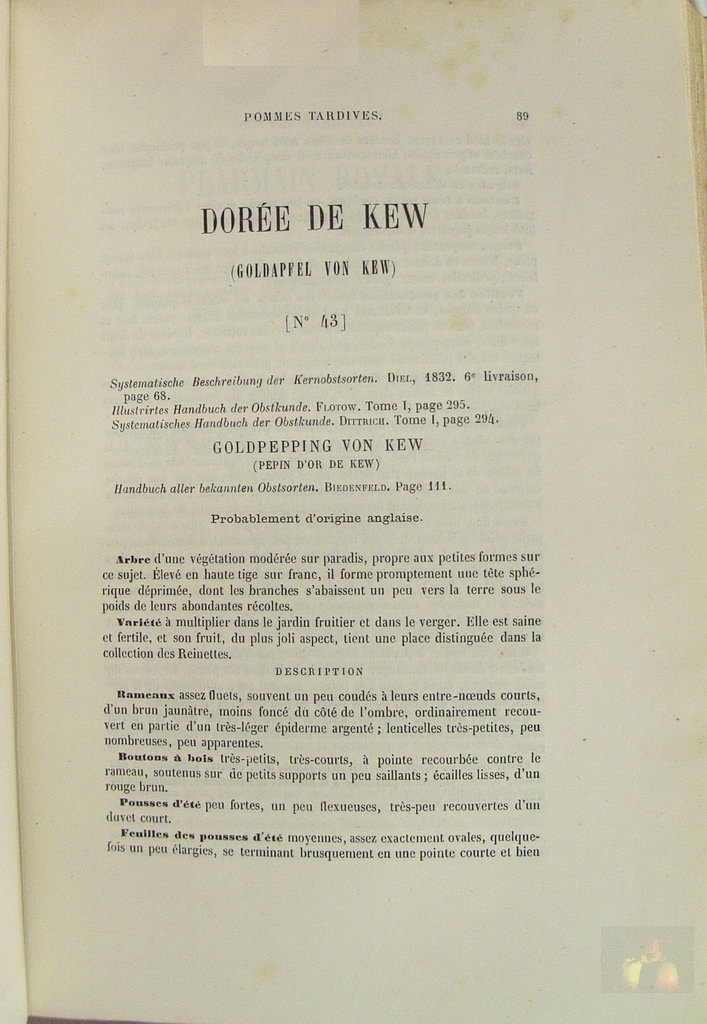 POMMES TARDIVES. 89
DORÉE DE KEW
(GOLDAPFEL VON KEW)
[N° 43]
Systematische Beschreibung der Kernobstsorten. DIEL, 1832. 6e livraison,
page 68.
Illustrirtes Handbuch der Obstkunde. FLOTOW. Tome I, page 295.
Systematisches Handbuch der Obstkunde. DITTRICH. Tome I, page 294.
GOLDPEPPING VON KEW
(PEPIN D'OR DE KEW)
Handbuch aller bekannten Obstsorten. BIEDENFELD. Page 111.
Probablement d'origine anglaise.
Arbre d'une végétation modérée sur paradis, propre aux petites formes sur
ce sujet. Élevé en haute tige sur franc, il forme promptement une tête sphé-
rique déprimée, dont les branches s'abaissent un peu vers la terre sous le
poids de leurs abondantes récoltes.
Variété à multiplier dans le jardin fruitier et dans le verger. Elle est saine
et fertile, et son fruit, du plus joli aspect, tient une place distinguée dans la
collection des Reinettes.
DESCRIPTION
Rameaux assez fluets, souvent un peu coudés à leurs entre-nœuds courts,
d'un brun jaunâtre, moins foncé du côté de l'ombre, ordinairement recou-
vert en partie d'un très-léger épiderme argenté ; lenticelles très-petites, peu
nombreuses, peu apparentes.
Boutons à bois très-petits, très-courts, à pointe recourbée contre le
rameau, soutenus sur de petits supports un peu saillants ; écailles lisses, d'un
rouge brun.
Pousses d'été peu fortes, un peu flexueuses, très-peu recouvertes d'un
duvet court.
Feuilles des pousses d'été moyennes, assez exactement ovales, quelque-
fois un peu élargies, se terminant brusquement en une pointe courte et bien